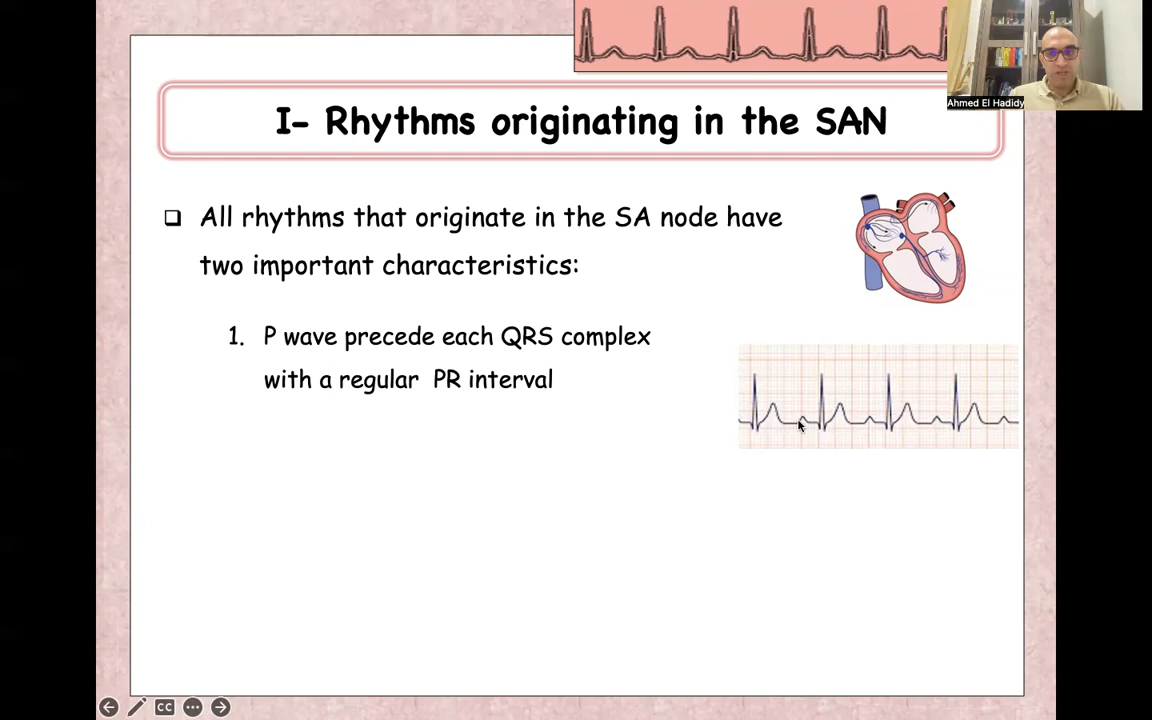 I- Rhythms originating in the SAN
Ahmed El Hadidy
❑ All rhythms that originate in the SA node have
two important characteristics:
1. P wave precede each QRS complex
with a regular PR interval
CC